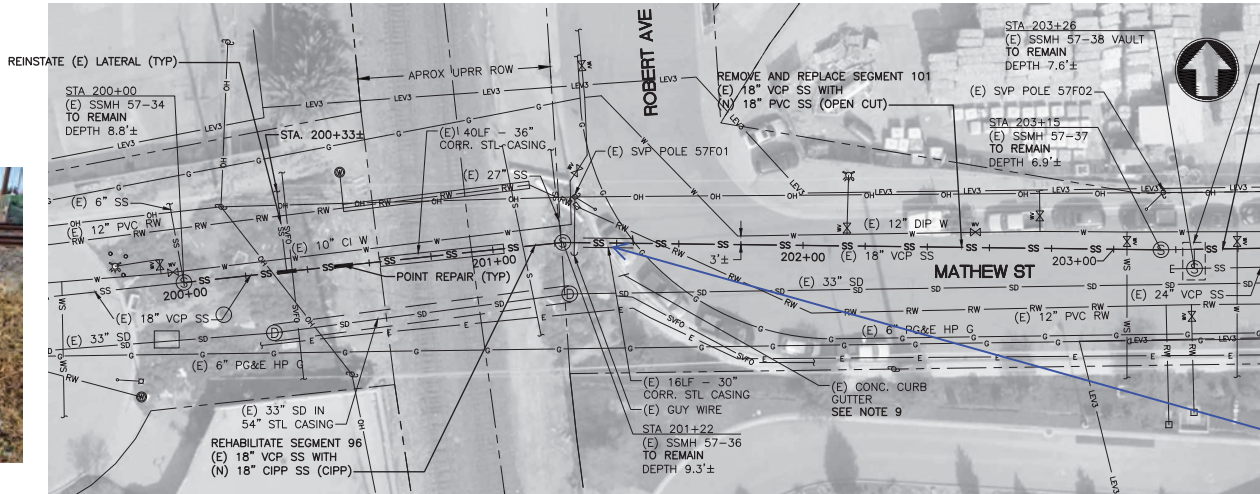 REINSTATE (E) LATERAL (TYP)
STA 200+00
(E) SSMH 57-34
TO REMAIN
DEPTH 8.8'±
LEV3
APROX UPRR ROW
LEV3
LEV3
LEV3
STA. 200+33±
(E) 40LF - 36"
CORR. STL CASING
ROBERT AVE
REMOVE AND REPLACE SEGMENT 101
(E) 18" VCP SS WITH
(N) 18" PVC SS (OPEN CUT)
STA 203+26
(E) SSMH 57-38 VAULT
TO REMAIN
DEPTH 7.6'±
(E) SVP POLE 57F02
STA 203+15
(E) SSMH 57-37
TO REMAIN
DEPTH 6.9'±
(E) SVP POLE 57F01
(E) 27" SS
(E) 6" SS
(E) 12" PVC RW
(E) 10" CI W
201+00
POINT REPAIR (TYP)
200+00
(E) 18" VCP SS
(E) 33" SD
(E) 6" PG&E HP G
(E) 12" DIP W
3'±
202+00
(E) 18" VCP SS
MATHEW ST
203+00
(E) 33" SD
(E) 24" VCP SS
(E) 12" PVC RW
(E) 6" PG&E HP G
(E) 33" SD IN
54" STL CASING
REHABILITATE SEGMENT 96
(E) 18" VCP SS WITH
(N) 18" CIPP SS (CIPP)
(E) 16LF - 30"
CORR. STL CASING
(E) GUY WIRE
STA 201+22
(E) SSMH 57-36
TO REMAIN
DEPTH 9.3'±
(E) CONC. CURB
GUTTER
SEE NOTE 9